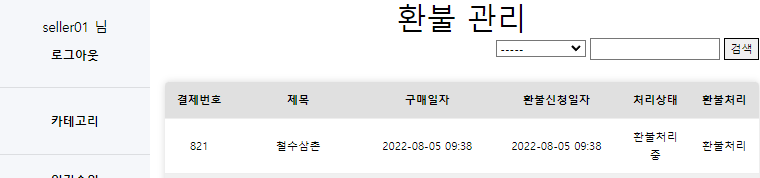 seller01 님
로그아웃
카테고리
환불 관리
-----
검색
결제번호 제목 구매일자 환불신청일자 처리상태 환불처리
821 철수삼촌 2022-08-05 09:38 2022-08-05 09:38 환불처리 환불처리
중